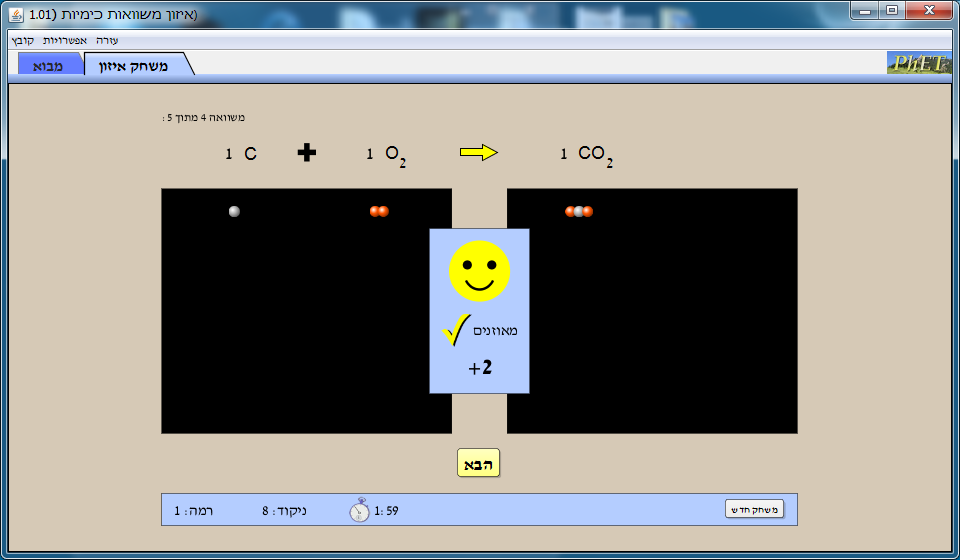 איזון משוואות כימיות (1.01)
קובץ אפשרויות עזרה
מבוא משחק איזון
PhET
משוואה 4 מתוך 5 :
1 C + 1 O2 1 CO2
מאוזנים
+2
הבא
רמה: 1 ניקוד: 8 1:59 משחק חדש